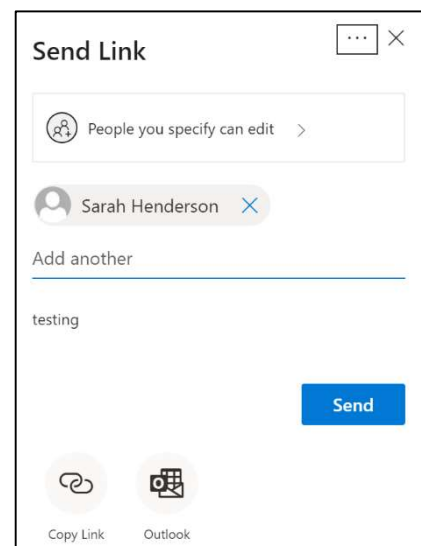 Send Link
People you specify can edit
Sarah Henderson
Add another
testing
Send
Copy Link
Outlook